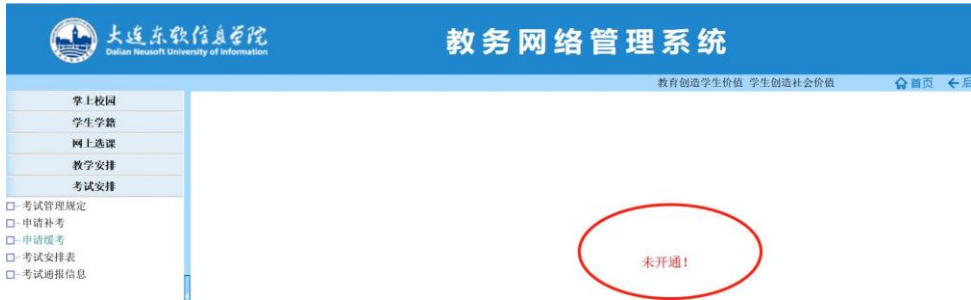 大连东软信息学院
Dalian Neusoft University of Information
教务网络管理系统
教育创造学生价值 学生创造社会价值
首页
后
掌上校园
学生学籍
网上选课
教学安排
考试安排
考试管理规定
申请补考
申请缓考
考试安排表
考试通报信息
未开通！